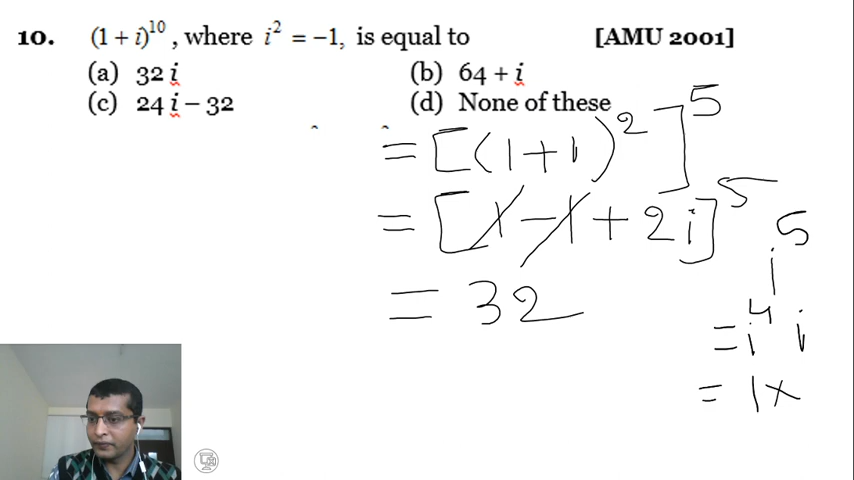 10. (1 + i)^10, where i^2 = −1, is equal to [AMU 2001]
(a) 32 i (b) 64 + i
(c) 24 i – 32 (d) None of these
= [(1+i)^2]^5
= [1-1+2i]^5
= 32
i^5
= i^4 i
= 1x